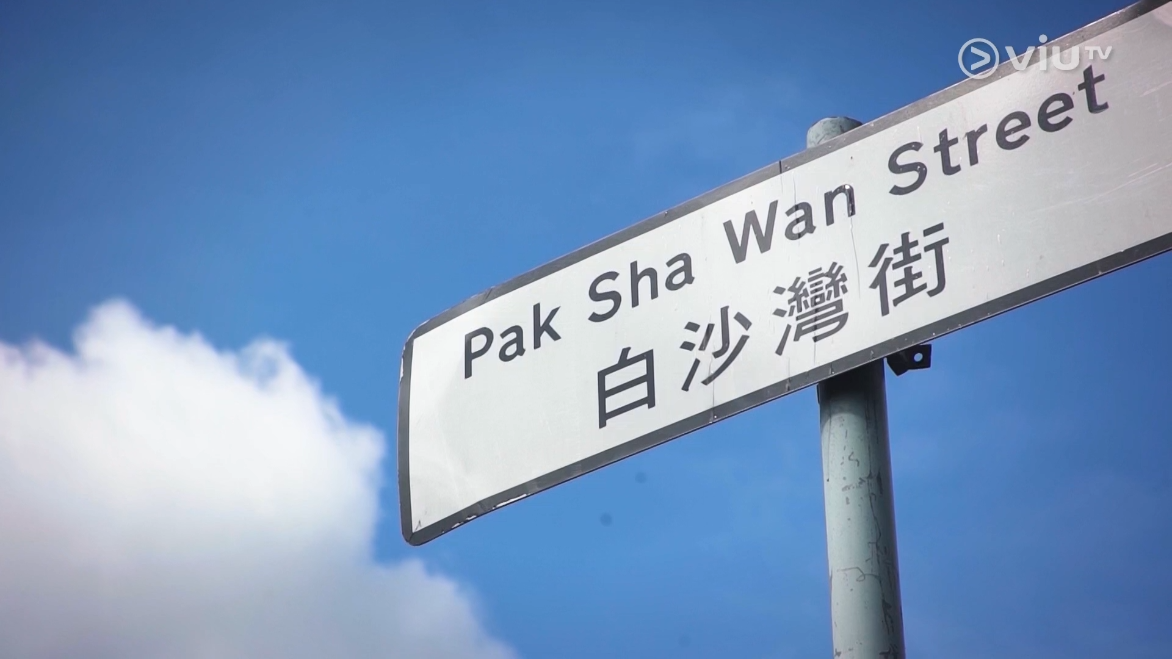 viuTV
Pak Sha Wan Street
白沙灣街